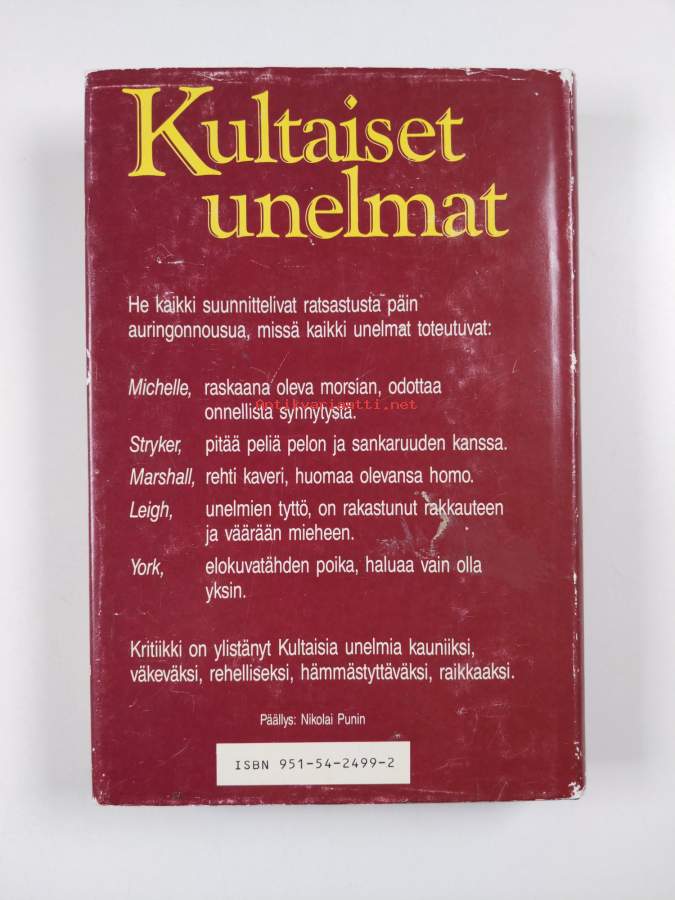 Kultaiset
unelmat
He kaikki suunnittelivat ratsastusta päin
auringonnousua, missä kaikki unelmat toteutuvat:
Michelle, raskaana oleva morsian, odottaa
onnellista synnytystä.
Antikvariaatti.net
Stryker, pitää peliä pelon ja sankaruuden kanssa.
Marshall, rehti kaveri, huomaa olevansa homo.
Leigh, unelmien tyttö, on rakastunut rakkauteen
ja väärään mieheen.
York, elokuvatähden poika, haluaa vain olla
yksin.
Kritiikki on ylistänyt Kultaisia unelmia kauniiksi,
väkeväksi, rehelliseksi, hämmästyttäväksi, raikkaaksi.
Päällys: Nikolai Punin
ISBN 951-54-2499-2